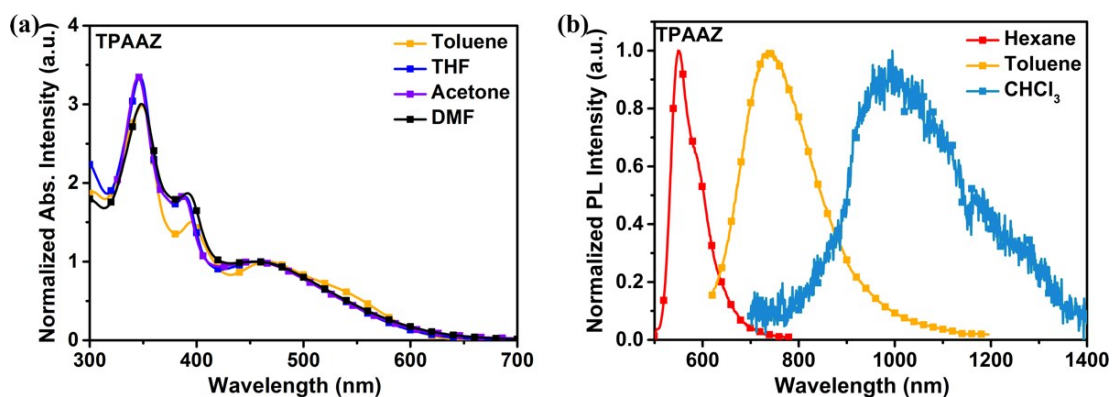 (a)
TPAAZ
Toluene
THF
Acetone
DMF
Normalized Abs. Intensity (a.u.)
4
3
2
1
0
300 400 500 600 700
Wavelength (nm)
(b)
TPAAZ
Hexane
Toluene
CHCl3
Normalized PL Intensity (a.u.)
1.0
0.8
0.6
0.4
0.2
0.0
600 800 1000 1200 1400
Wavelength (nm)